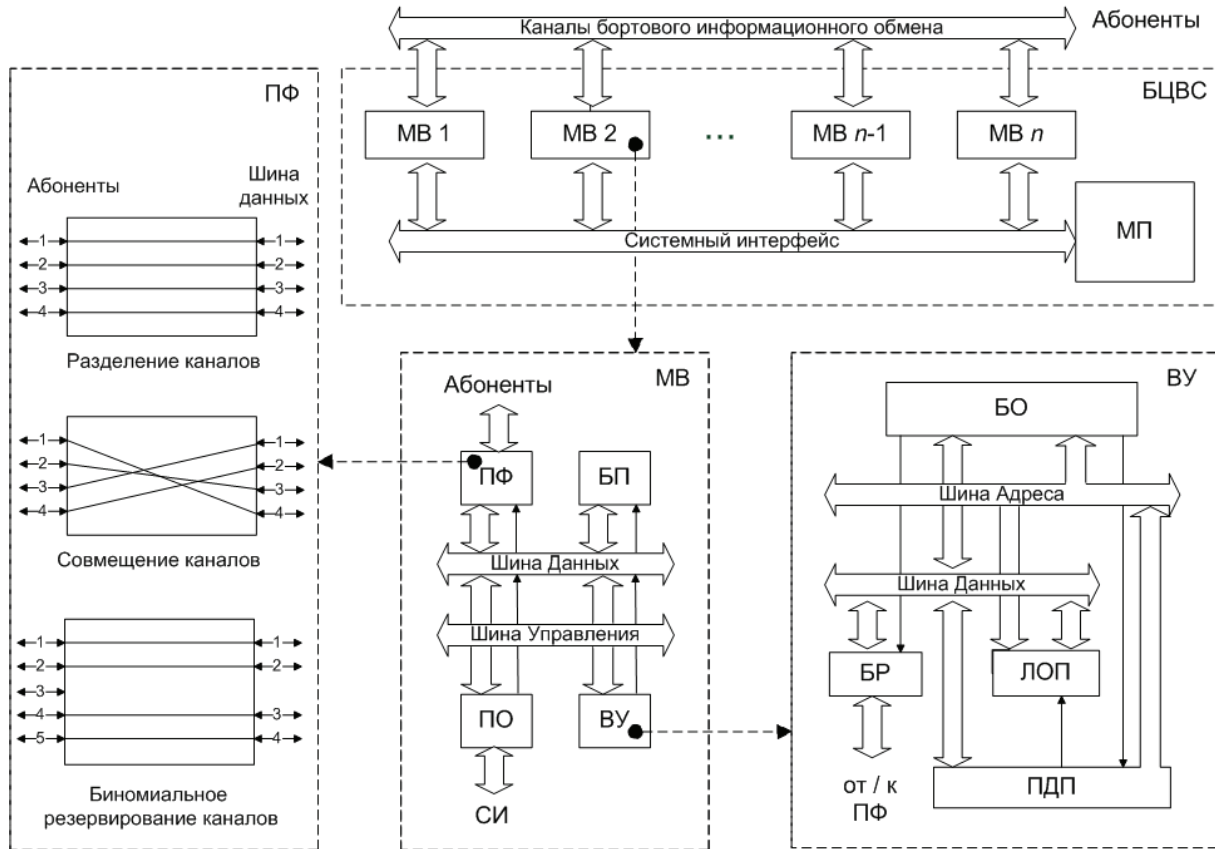 Каналы бортового информационного обмена
Абоненты
БЦВС
МВ 1
МВ 2
...
МВ n-1
МВ n
Системный интерфейс
МП
ПФ
Абоненты
Шина
данных
1 1
2 2
3 3
4 4
Разделение каналов
1 1
2 2
3 3
4 4
Совмещение каналов
1 1
2 2
3
4 3
5 4
Биномиальное
резервирование каналов
МВ
Абоненты
ПФ
БП
Шина Данных
Шина Управления
ПО
ВУ
СИ
ВУ
БО
Шина Адреса
Шина Данных
БР
ЛОП
от / к
ПФ
ПДП